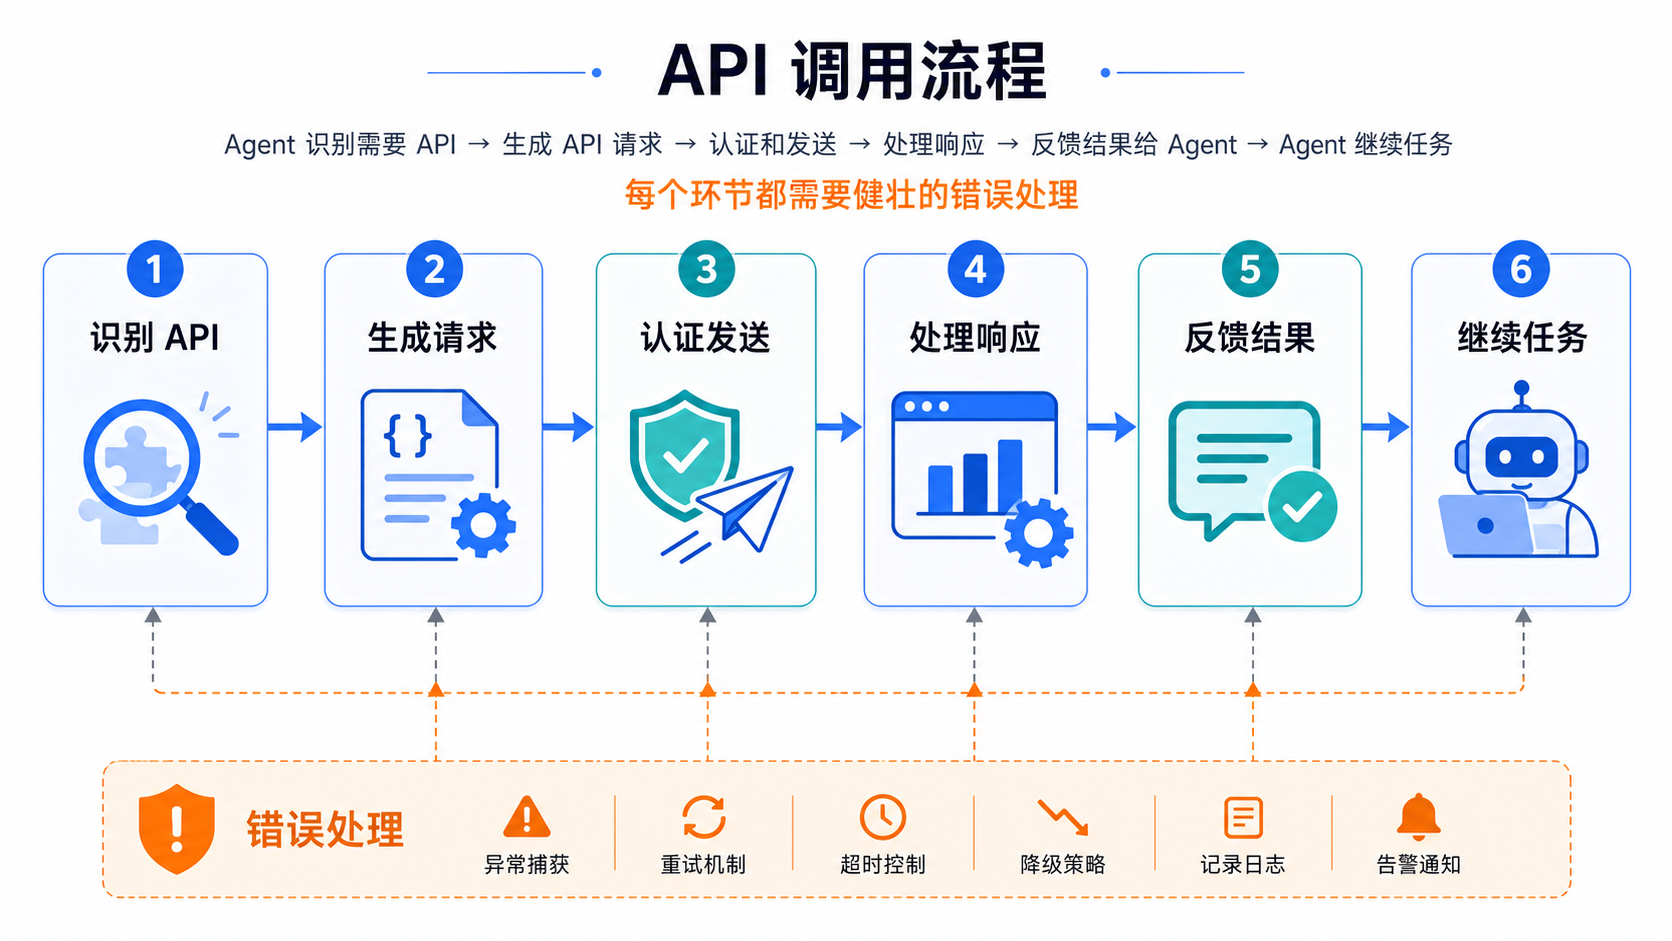 API 调用流程
Agent 识别需要 API → 生成 API 请求 → 认证和发送 → 处理响应 → 反馈结果给 Agent → Agent 继续任务
每个环节都需要健壮的错误处理
1
识别 API
2
生成请求
{}
3
认证发送
4
处理响应
5
反馈结果
6
继续任务
错误处理
异常捕获
重试机制
超时控制
降级策略
记录日志
告警通知